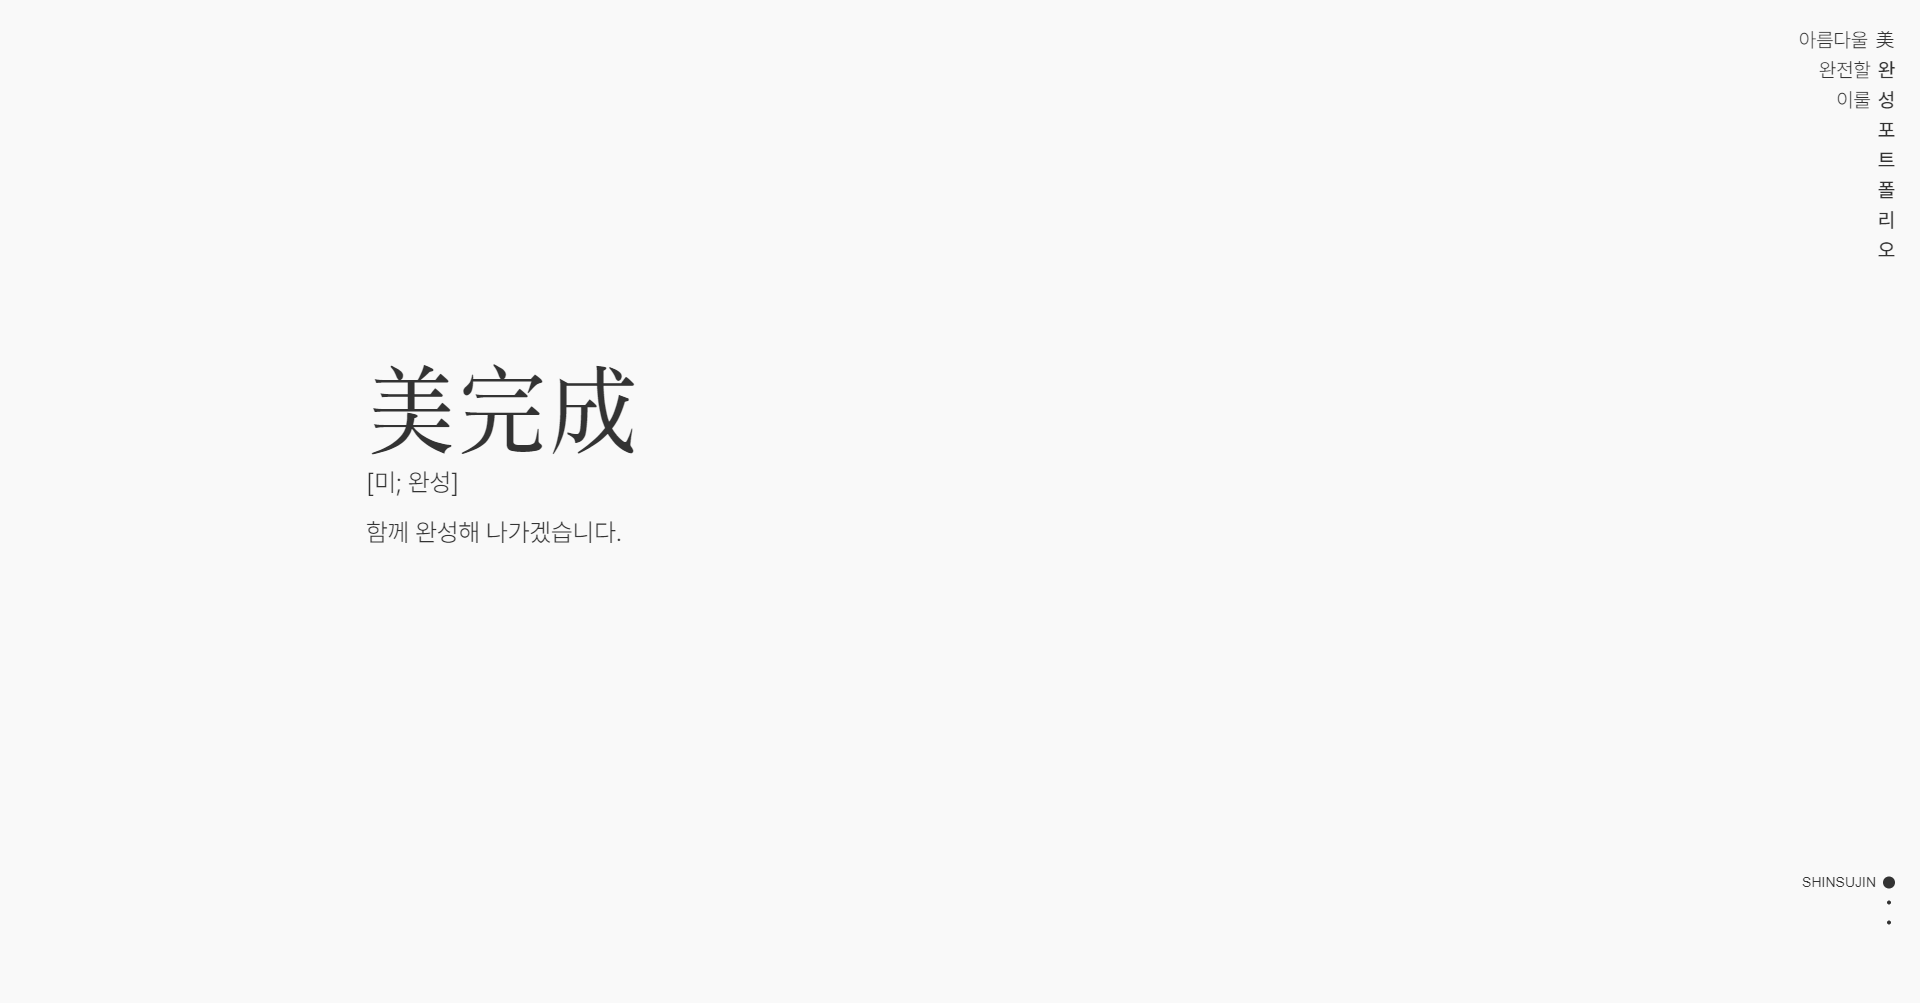 아름다울 美
완전할 완
이룰 성
포
트
폴
리
오
美完成
[미; 완성]
함께 완성해 나가겠습니다.
SHINSUJIN